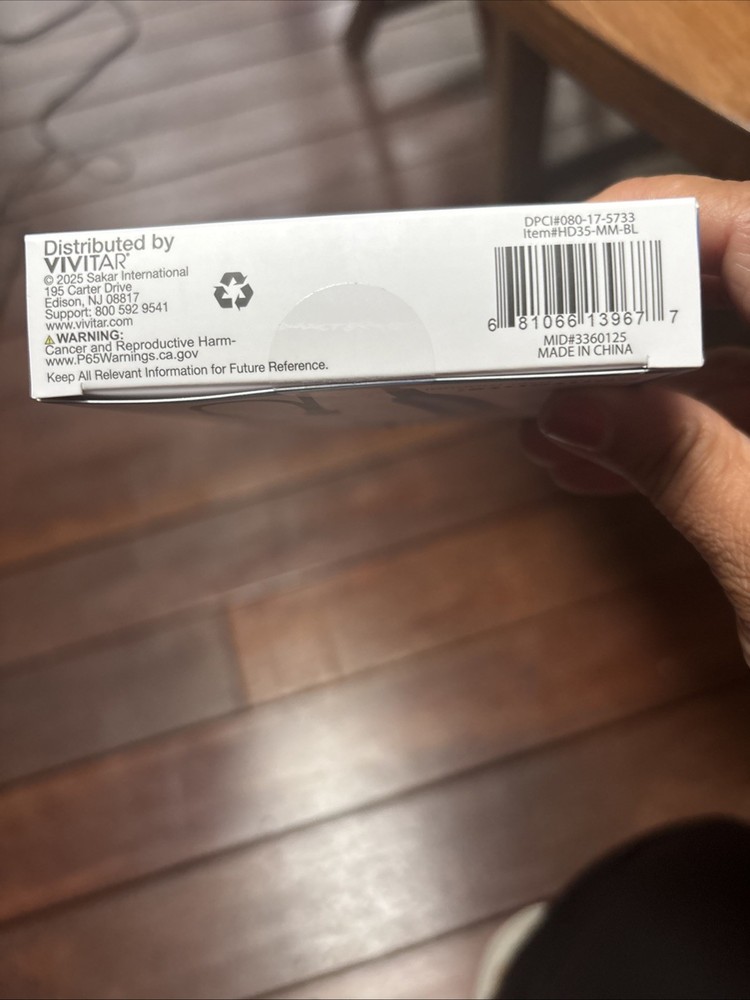 Distributed by
VIVITAR
© 2025 Sakar International
195 Carter Drive
Edison, NJ 08817
Support: 800 592 9541
www.vivitar.com
WARNING:
Cancer and Reproductive Harm-
www.P65Warnings.ca.gov
Keep All Relevant Information for Future Reference.
DPCI#080-17-5733
Item#HD35-MM-BL
6 81066 13967 7
MID#3360125
MADE IN CHINA